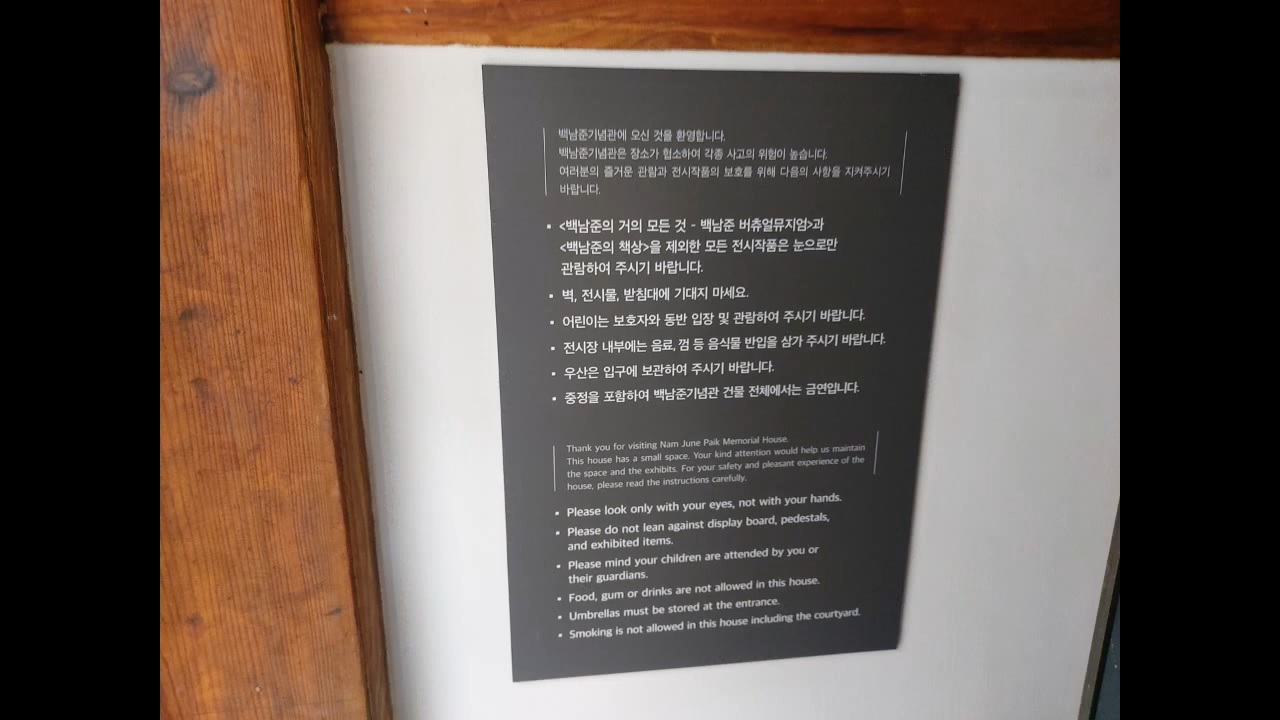 백남준기념관에 오신 것을 환영합니다.
백남준기념관은 장소가 협소하여 각종 사고의 위험이 높습니다.
여러분의 즐거운 관람과 전시작품의 보호를 위해 다음의 사항을 지켜주시기
바랍니다.
▪ <백남준의 거의 모든 것 - 백남준 버츄얼뮤지엄>과
<백남준의 책상>을 제외한 모든 전시작품은 눈으로만
관람하여 주시기 바랍니다.
▪ 벽, 전시물, 받침대에 기대지 마세요.
▪ 어린이는 보호자와 동반 입장 및 관람하여 주시기 바랍니다.
▪ 전시장 내부에는 음료, 껌 등 음식물 반입을 삼가 주시기 바랍니다.
▪ 우산은 입구에 보관하여 주시기 바랍니다.
▪ 중정을 포함하여 백남준기념관 건물 전체에서는 금연입니다.
Thank you for visiting Nam June Paik Memorial House.
This house has a small space. Your kind attention would help us maintain
the space and the exhibits. For your safety and pleasant experience of the
house, please read the instructions carefully.
▪ Please look only with your eyes, not with your hands.
▪ Please do not lean against display board, pedestals,
and exhibited items.
▪ Please mind your children are attended by you or
their guardians.
▪ Food, gum or drinks are not allowed in this house.
▪ Umbrellas must be stored at the entrance.
▪ Smoking is not allowed in this house including the courtyard.